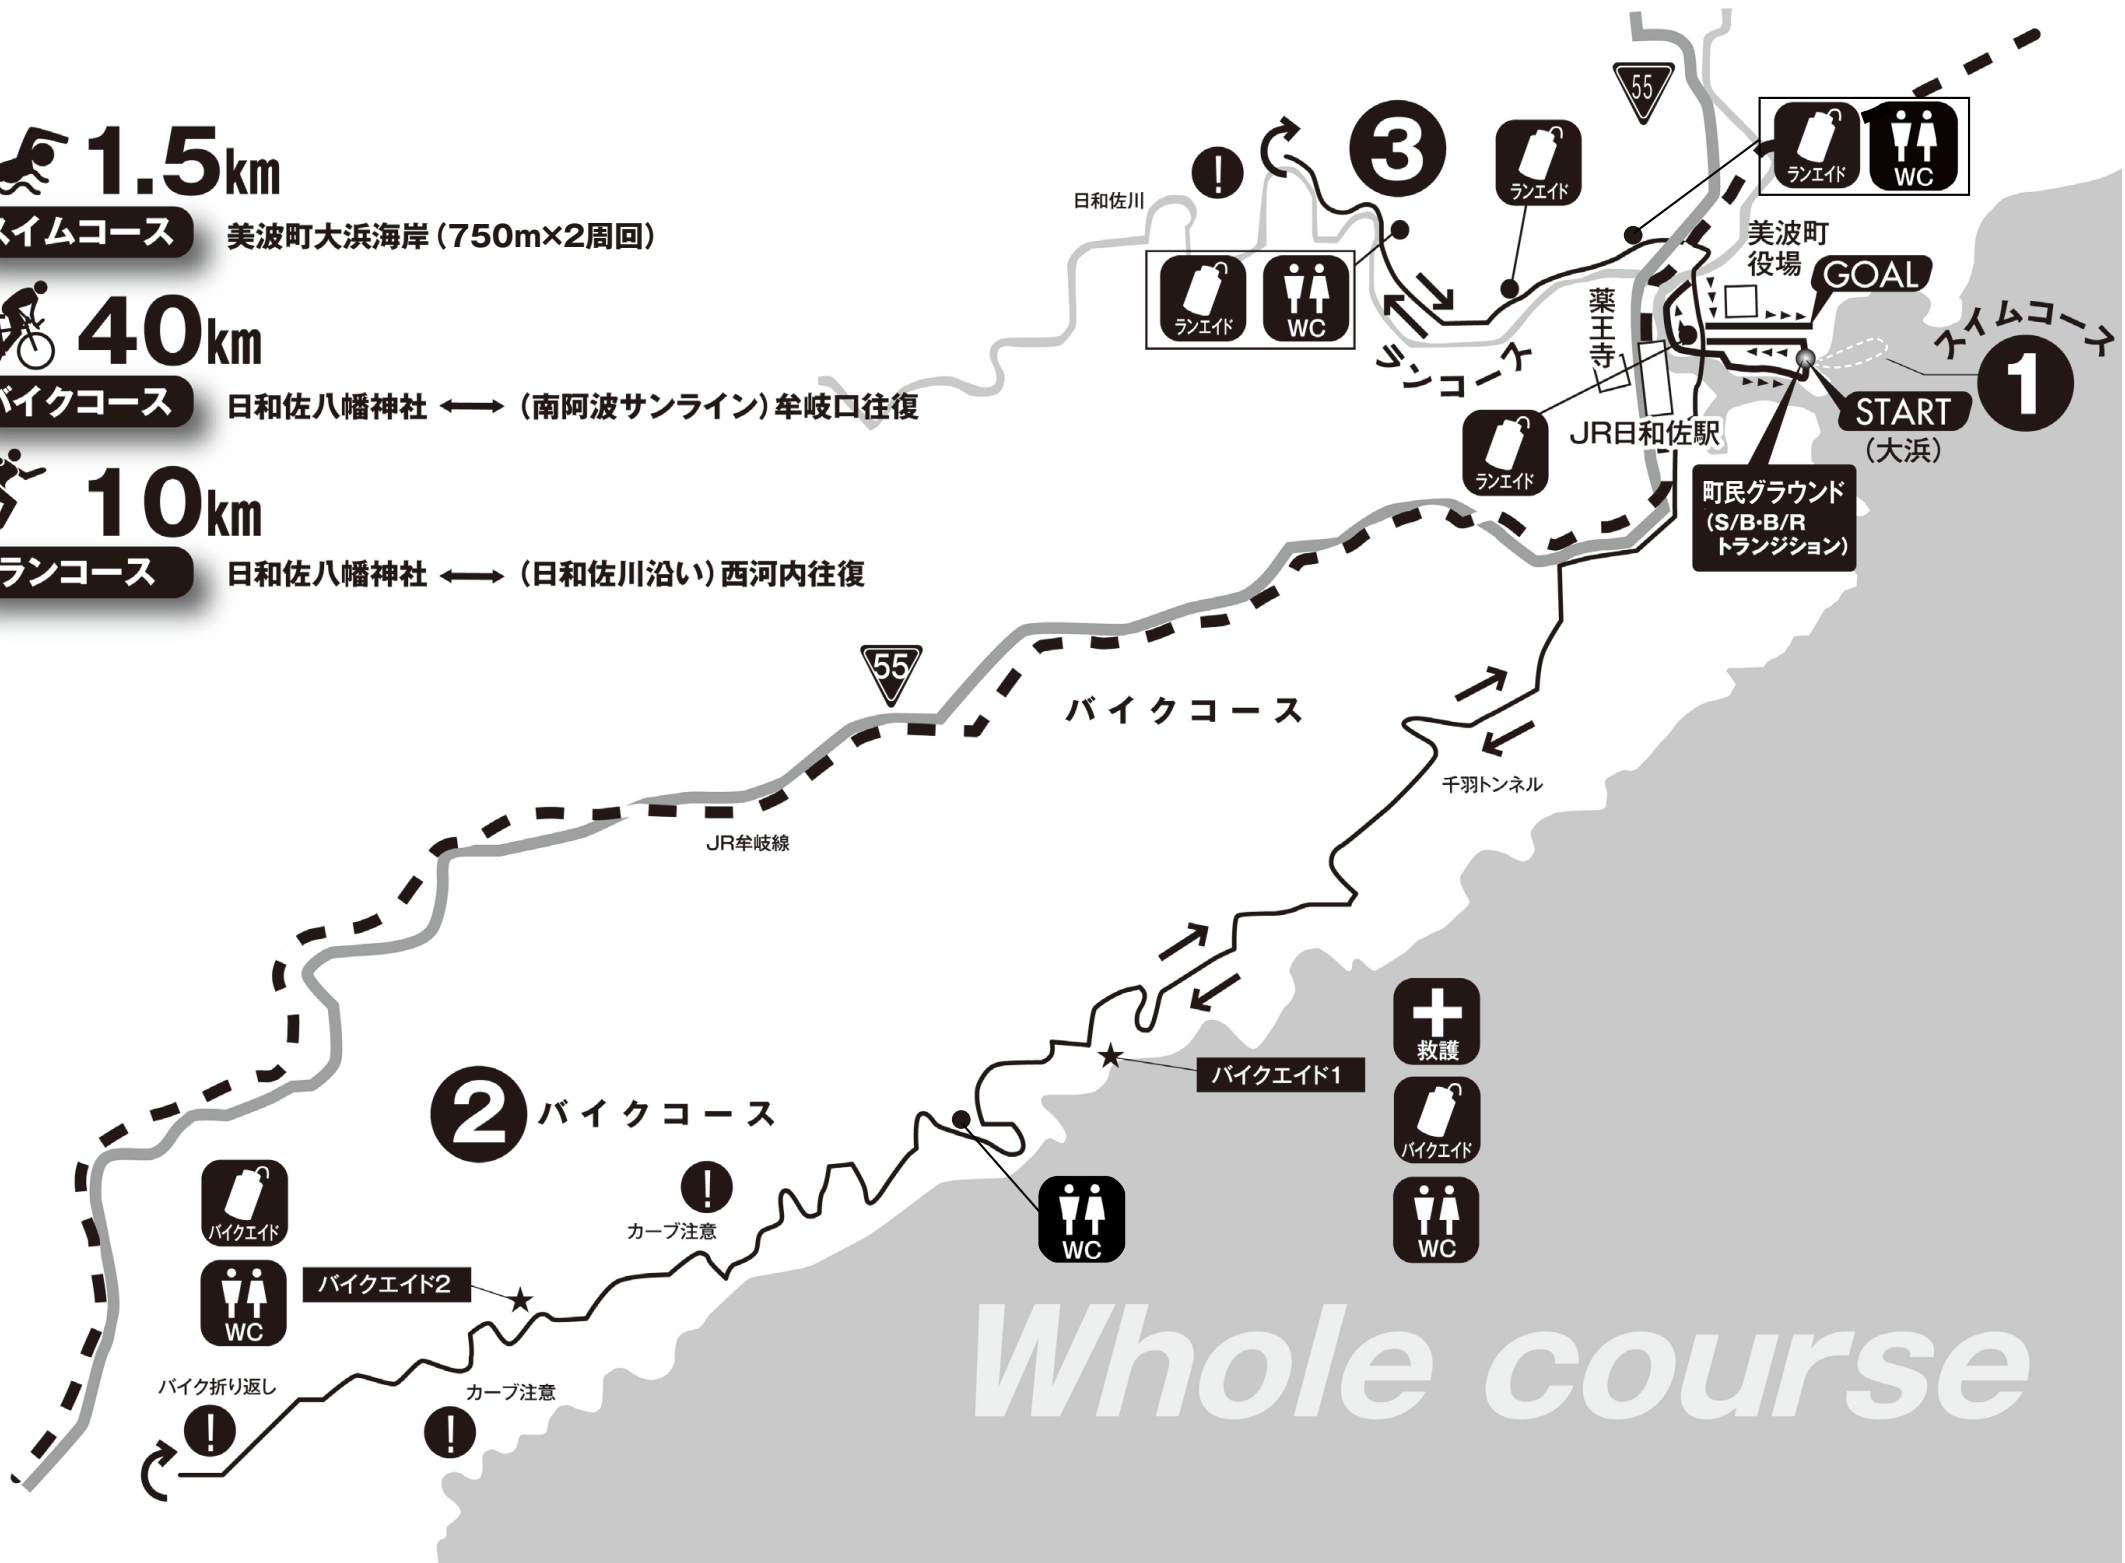 1.5km
スイムコース
美波町大浜海岸（750m×2周回）
40km
バイクコース
日和佐八幡神社 ⟷ （南阿波サンライン）牟岐口往復
10km
ランコース
日和佐八幡神社 ⟷ （日和佐川沿い）西河内往復
55
3
!
日和佐川
ランエイド
ランエイド
WC
ランエイド
WC
美波町
役場
GOAL
薬王寺
ランコース
スイムコース
1
START
（大浜）
ランエイド
JR日和佐駅
町民グラウンド
（S/B・B/R
トランジション）
55
バイクコース
千羽トンネル
JR牟岐線
救護
バイクエイド1
バイクエイド
WC
2
バイクコース
!
カーブ注意
WC
バイクエイド
WC
バイクエイド2
バイク折り返し
!
カーブ注意
!
Whole course